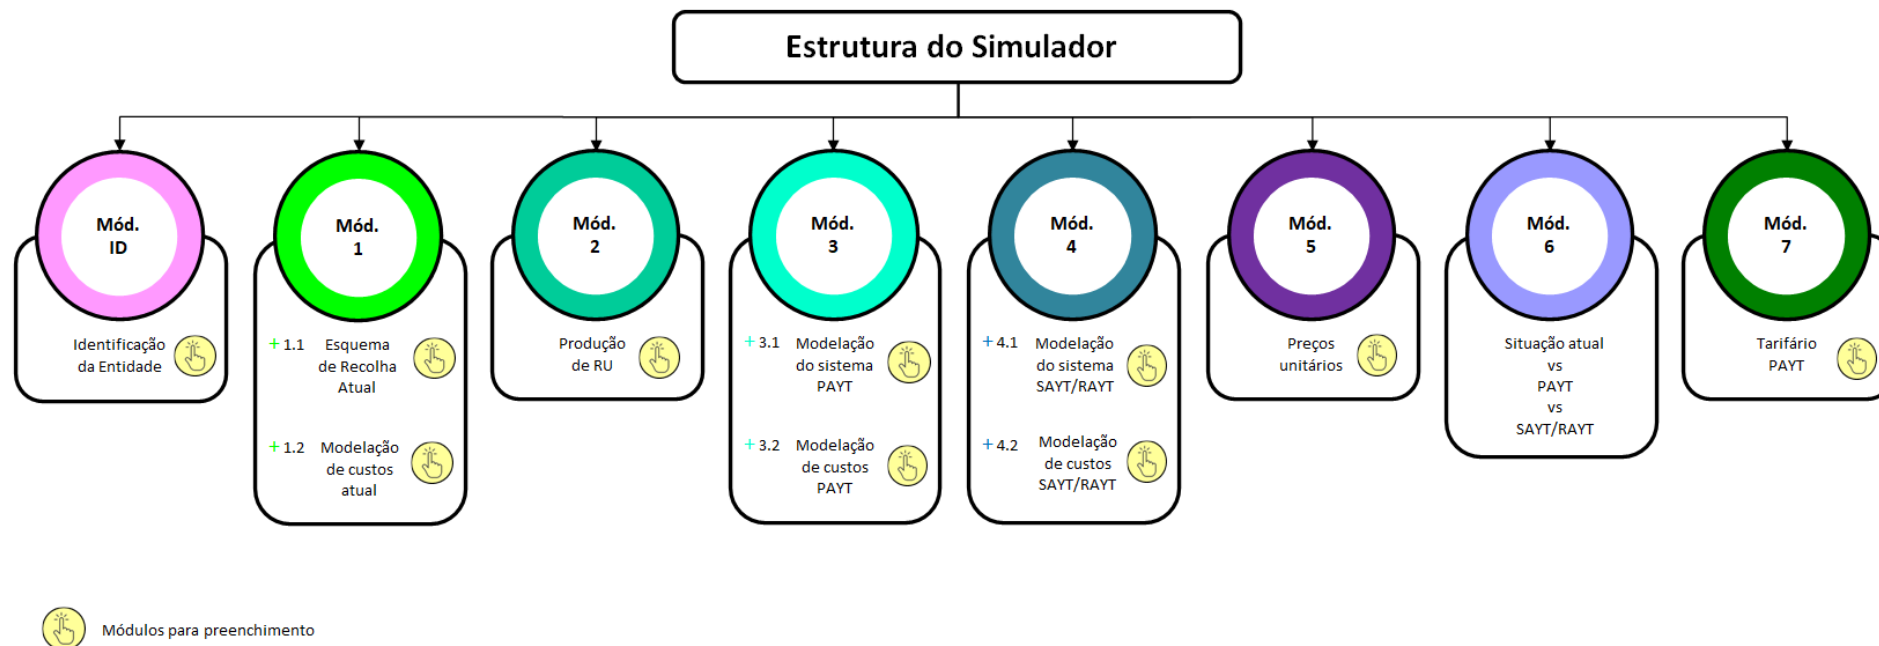 Estrutura do Simulador
Mód.
ID
Identificação
da Entidade
Mód.
1
+ 1.1 Esquema
de Recolha
Atual
+ 1.2 Modelação
de custos
atual
Mód.
2
Produção
de RU
Mód.
3
+ 3.1 Modelação
do sistema
PAYT
+ 3.2 Modelação
de custos
PAYT
Mód.
4
+ 4.1 Modelação
do sistema
SAYT/RAYT
+ 4.2 Modelação
de custos
SAYT/RAYT
Mód.
5
Preços
unitários
Mód.
6
Situação atual
vs
PAYT
vs
SAYT/RAYT
Mód.
7
Tarifário
PAYT
Módulos para preenchimento